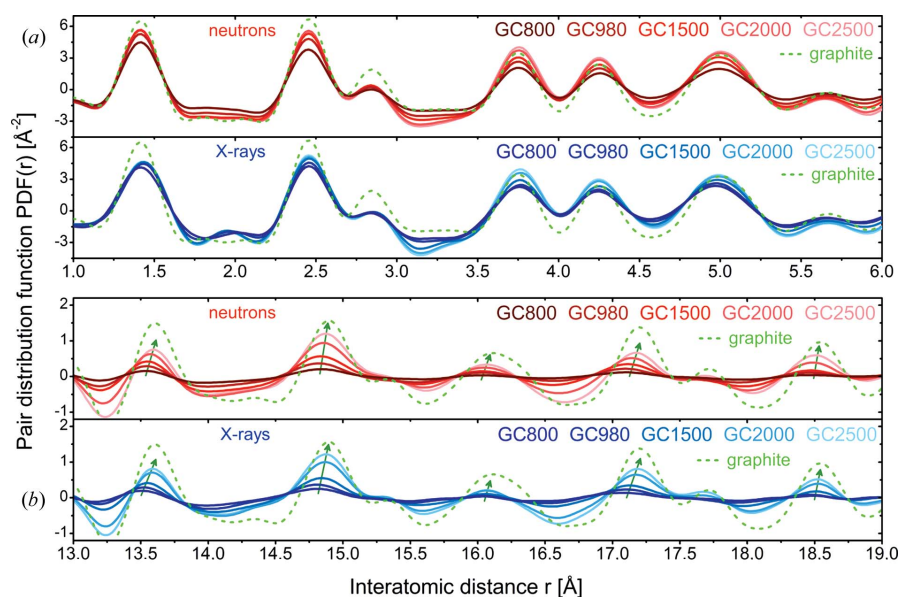 Pair distribution function PDF(r) [Å⁻²]
(a)
6
3
0
-3
neutrons
GC800 GC980 GC1500 GC2000 GC2500
graphite
6
3
0
-3
X-rays
GC800 GC980 GC1500 GC2000 GC2500
graphite
1.0 1.5 2.0 2.5 3.0 3.5 4.0 4.5 5.0 5.5 6.0
2
1
0
-1
neutrons
GC800 GC980 GC1500 GC2000 GC2500
graphite
(b)
2
1
0
-1
X-rays
GC800 GC980 GC1500 GC2000 GC2500
graphite
13.0 13.5 14.0 14.5 15.0 15.5 16.0 16.5 17.0 17.5 18.0 18.5 19.0
Interatomic distance r [Å]